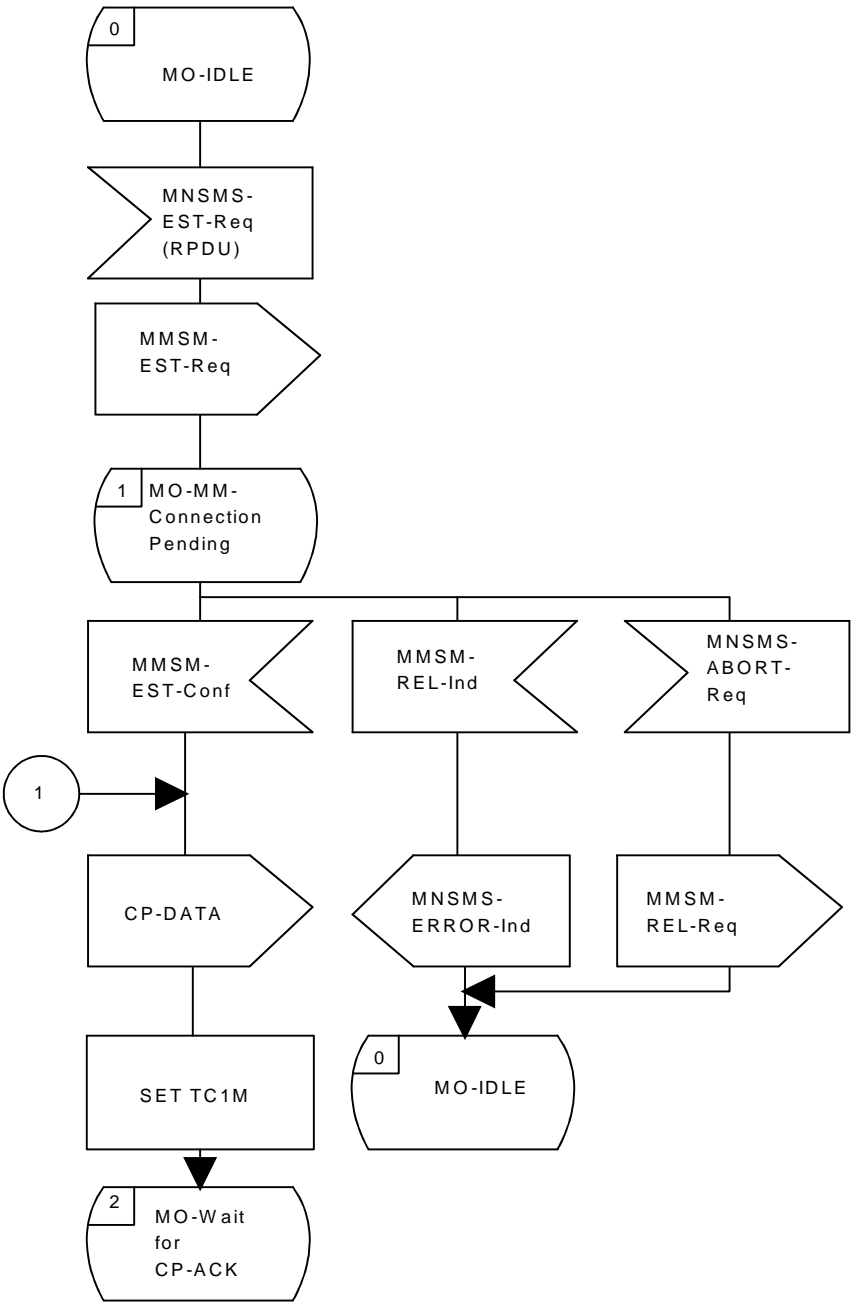 0
MO-IDLE
MNSMS-
EST-Req
(RPDU)
MMSM-
EST-Req
1
MO-MM-
Connection
Pending
MMSM-
EST-Conf
MMSM-
REL-Ind
MNSMS-
ABORT-
Req
1
CP-DATA
MNSMS-
ERROR-Ind
MMSM-
REL-Req
SET TC1M
0
MO-IDLE
2
MO-Wait
for
CP-ACK